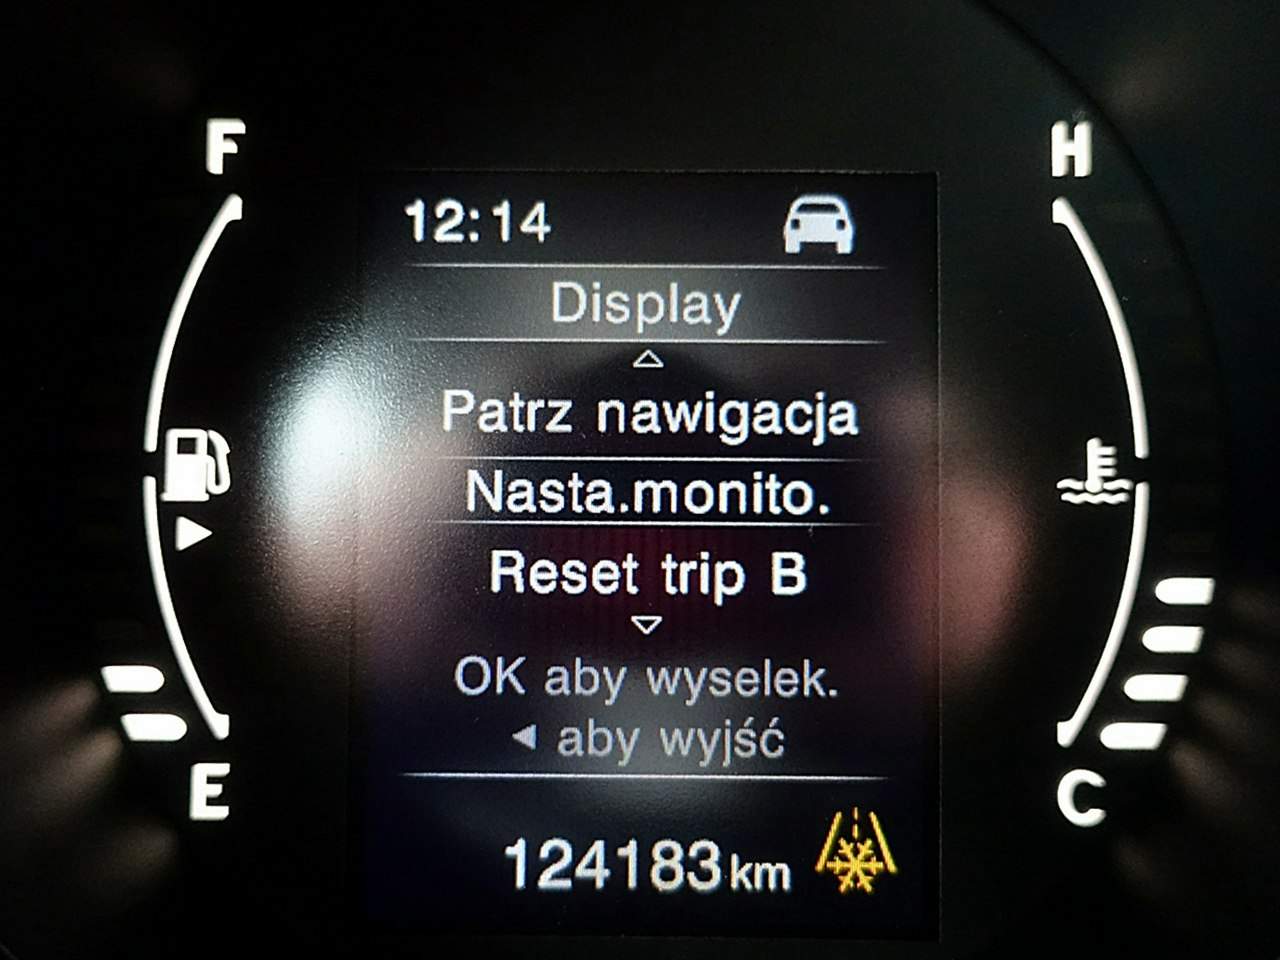 F
H
12:14
Display
Patrz nawigacja
Nasta.monito.
Reset trip B
OK aby wyselek.
◄ aby wyjść
E
C
124183 km